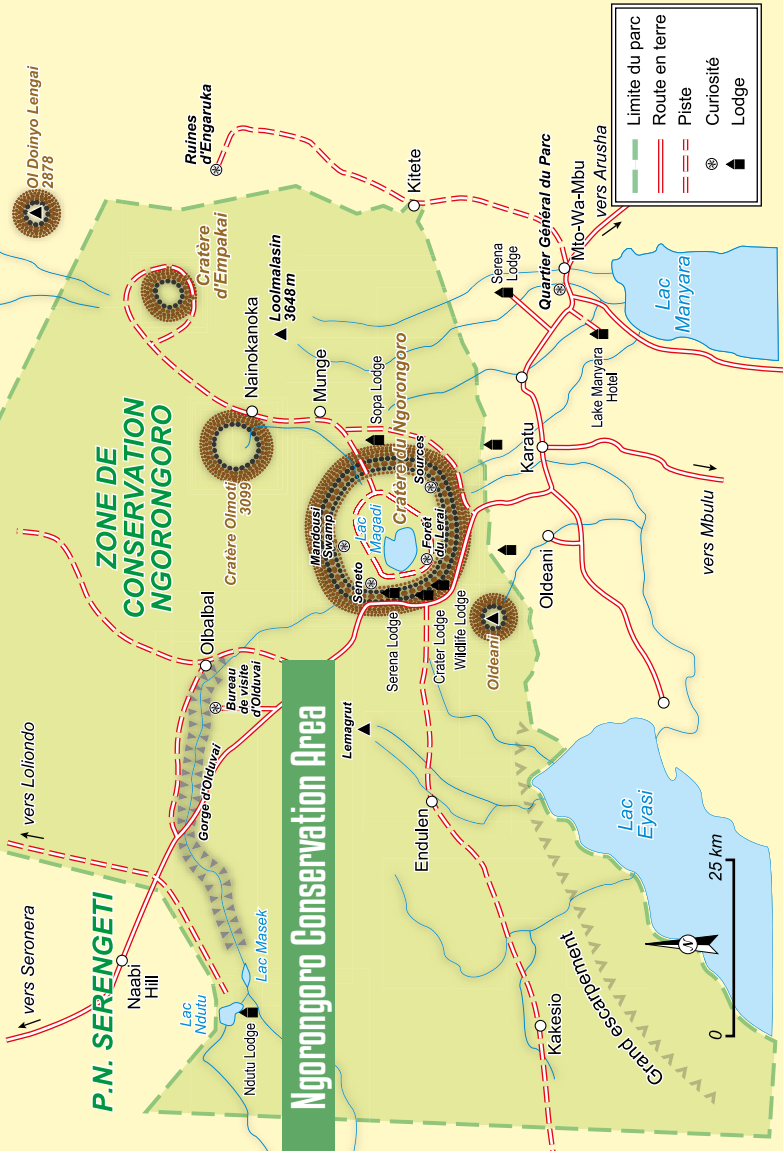 Ngorongoro Conservation Area
vers Seronera
vers Loliondo
P.N. SERENGETI
Naabi
Hill
Lac
Ndutu
Ndutu Lodge
Lac Masek
Gorge d'Olduvai
Bureau
de visite
d'Olduvai
Olbalbal
ZONE DE
CONSERVATION
NGORONGORO
Cratère Olmoti
3099
Nainokanoka
Munge
Loolmalasin
3648 m
Cratère
d'Empakai
Ol Doinyo Lengai
2878
Ruines
d'Engaruka
Kitete
Lemagrut
Serena Lodge
Crater Lodge
Wildlife Lodge
Seneto
Mandousi
Swamp
Lac
Magadi
Cratère du Ngorongoro
Forêt
du Lerai
Sources
Sopa Lodge
Oldeani
Oldeani
Karatu
vers Mbulu
Lake Manyara
Hotel
Serena
Lodge
Quartier Général du Parc
Mto-Wa-Mbu
vers Arusha
Lac
Manyara
Endulen
Kakesio
Grand escarpement
Lac
Eyasi
N
0
25 km
Limite du parc
Route en terre
Piste
Curiosité
Lodge